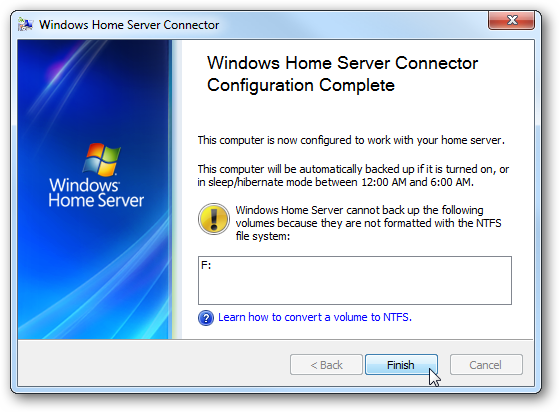 Windows Home Server Connector
Windows Home Server Connector
Configuration Complete
This computer is now configured to work with your home server.
This computer will be automatically backed up if it is turned on, or
in sleep/hibernate mode between 12:00 AM and 6:00 AM.
Windows Home Server cannot back up the following
volumes because they are not formatted with the NTFS
file system:
F:
Windows
Home Server
Learn how to convert a volume to NTFS.
< Back
Finish
Cancel